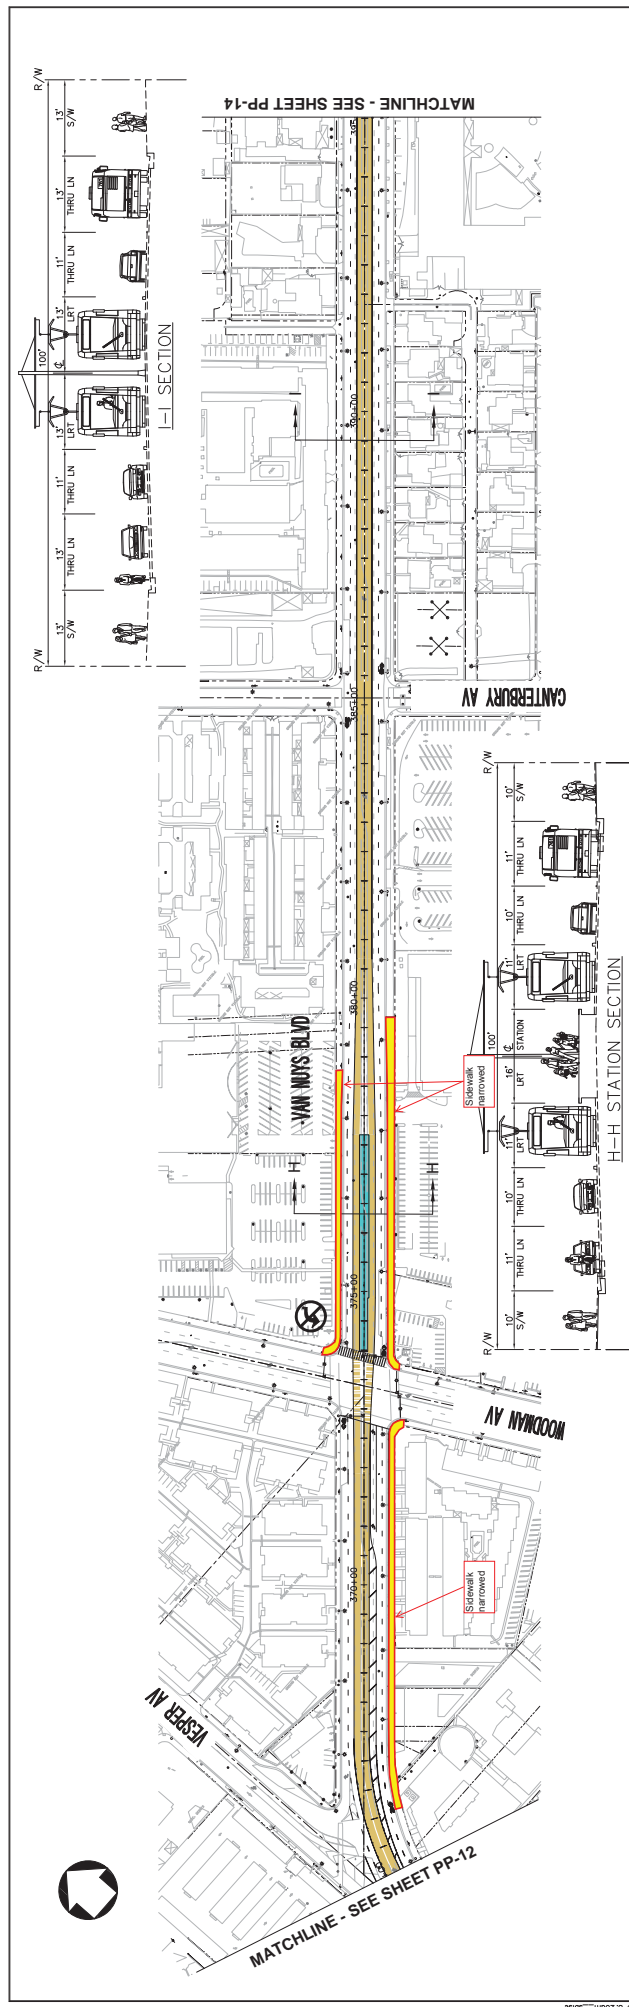 MATCHLINE - SEE SHEET PP-14
R/W
13'
S/W
13'
THRU LN
11'
THRU LN
13'
LRT
100'
℄
13'
LRT
11'
THRU LN
13'
THRU LN
13'
S/W
R/W
I-I SECTION
390+00
I
I
385+00
CANTERBURY AV
380+00
VAN NUYS BLVD
Sidewalk
narrowed
H
H
375+00
R/W
10'
S/W
11'
THRU LN
10'
THRU LN
11'
LRT
100'
℄
STATION
16'
LRT
11'
LRT
10'
THRU LN
11'
THRU LN
10'
S/W
R/W
H-H STATION SECTION
WOODMAN AV
370+00
Sidewalk
narrowed
VESPER AV
MATCHLINE - SEE SHEET PP-12